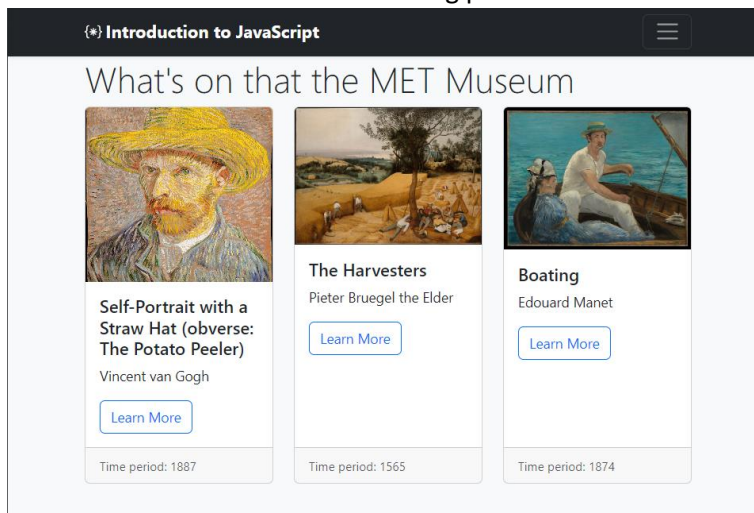 {*} Introduction to JavaScript
What's on that the MET Museum
Self-Portrait with a
Straw Hat (obverse:
The Potato Peeler)
Vincent van Gogh
Learn More
Time period: 1887
The Harvesters
Pieter Bruegel the Elder
Learn More
Time period: 1565
Boating
Edouard Manet
Learn More
Time period: 1874